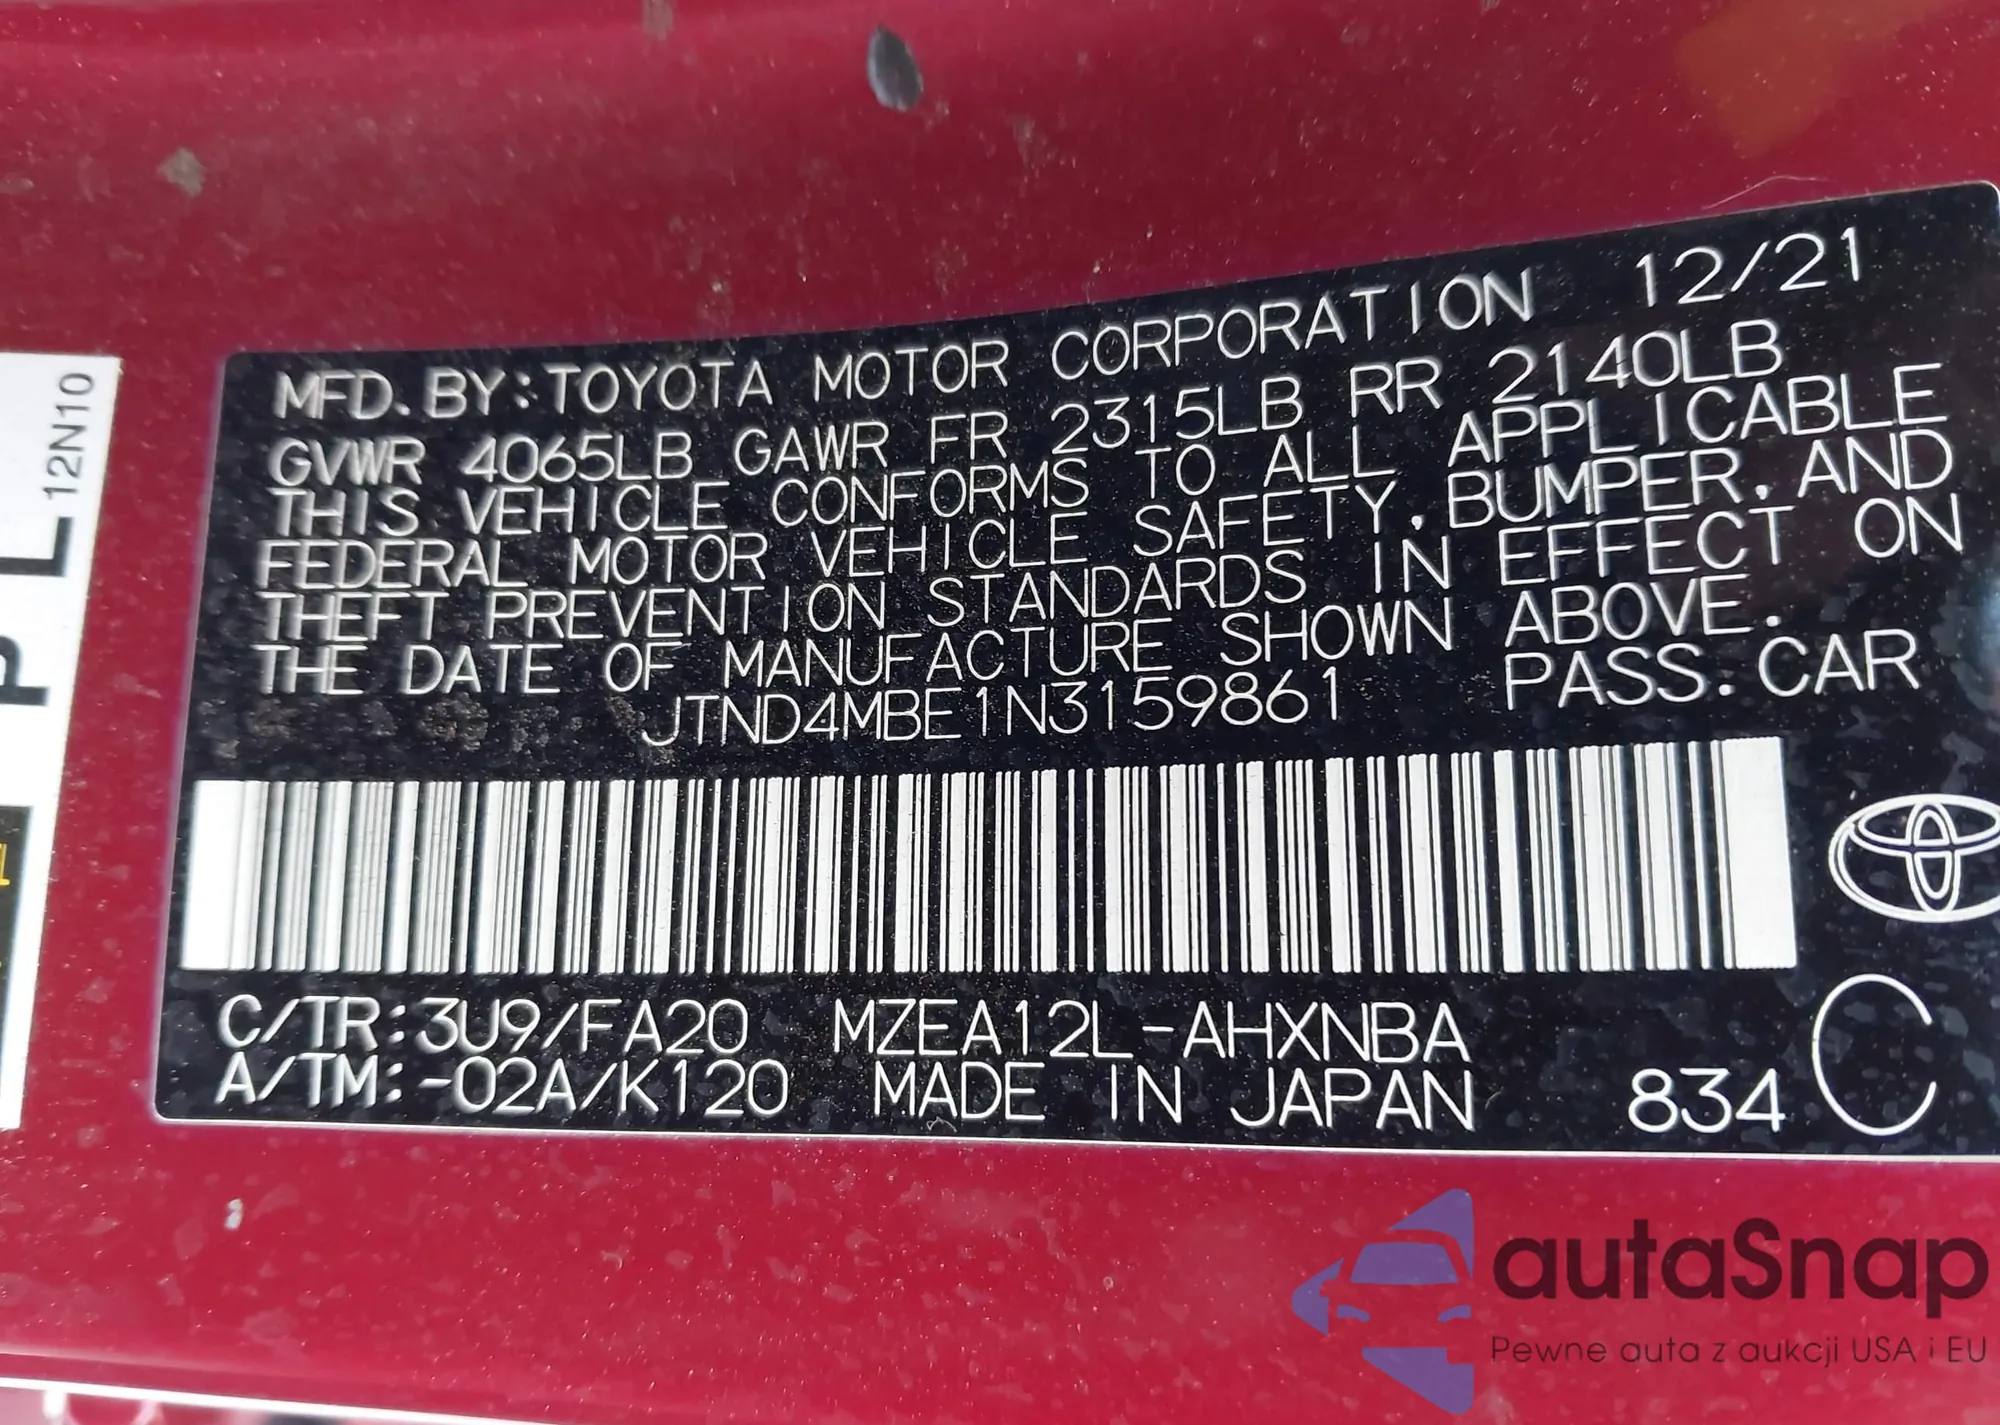 PL 12N10
MFD. BY: TOYOTA MOTOR CORPORATION 12/21
GVWR 4065LB GAWR FR 2315LB RR 2140LB
THIS VEHICLE CONFORMS TO ALL APPLICABLE
FEDERAL MOTOR VEHICLE SAFETY, BUMPER, AND
THEFT PREVENTION STANDARDS IN EFFECT ON
THE DATE OF MANUFACTURE SHOWN ABOVE.
JTND4MBE1N3159861 PASS. CAR
C/TR:3U9/FA20 MZEA12L-AHXNBA
A/TM:-02A/K120 MADE IN JAPAN 834 C
autaSnap
Pewne auta z aukcji USA i EU